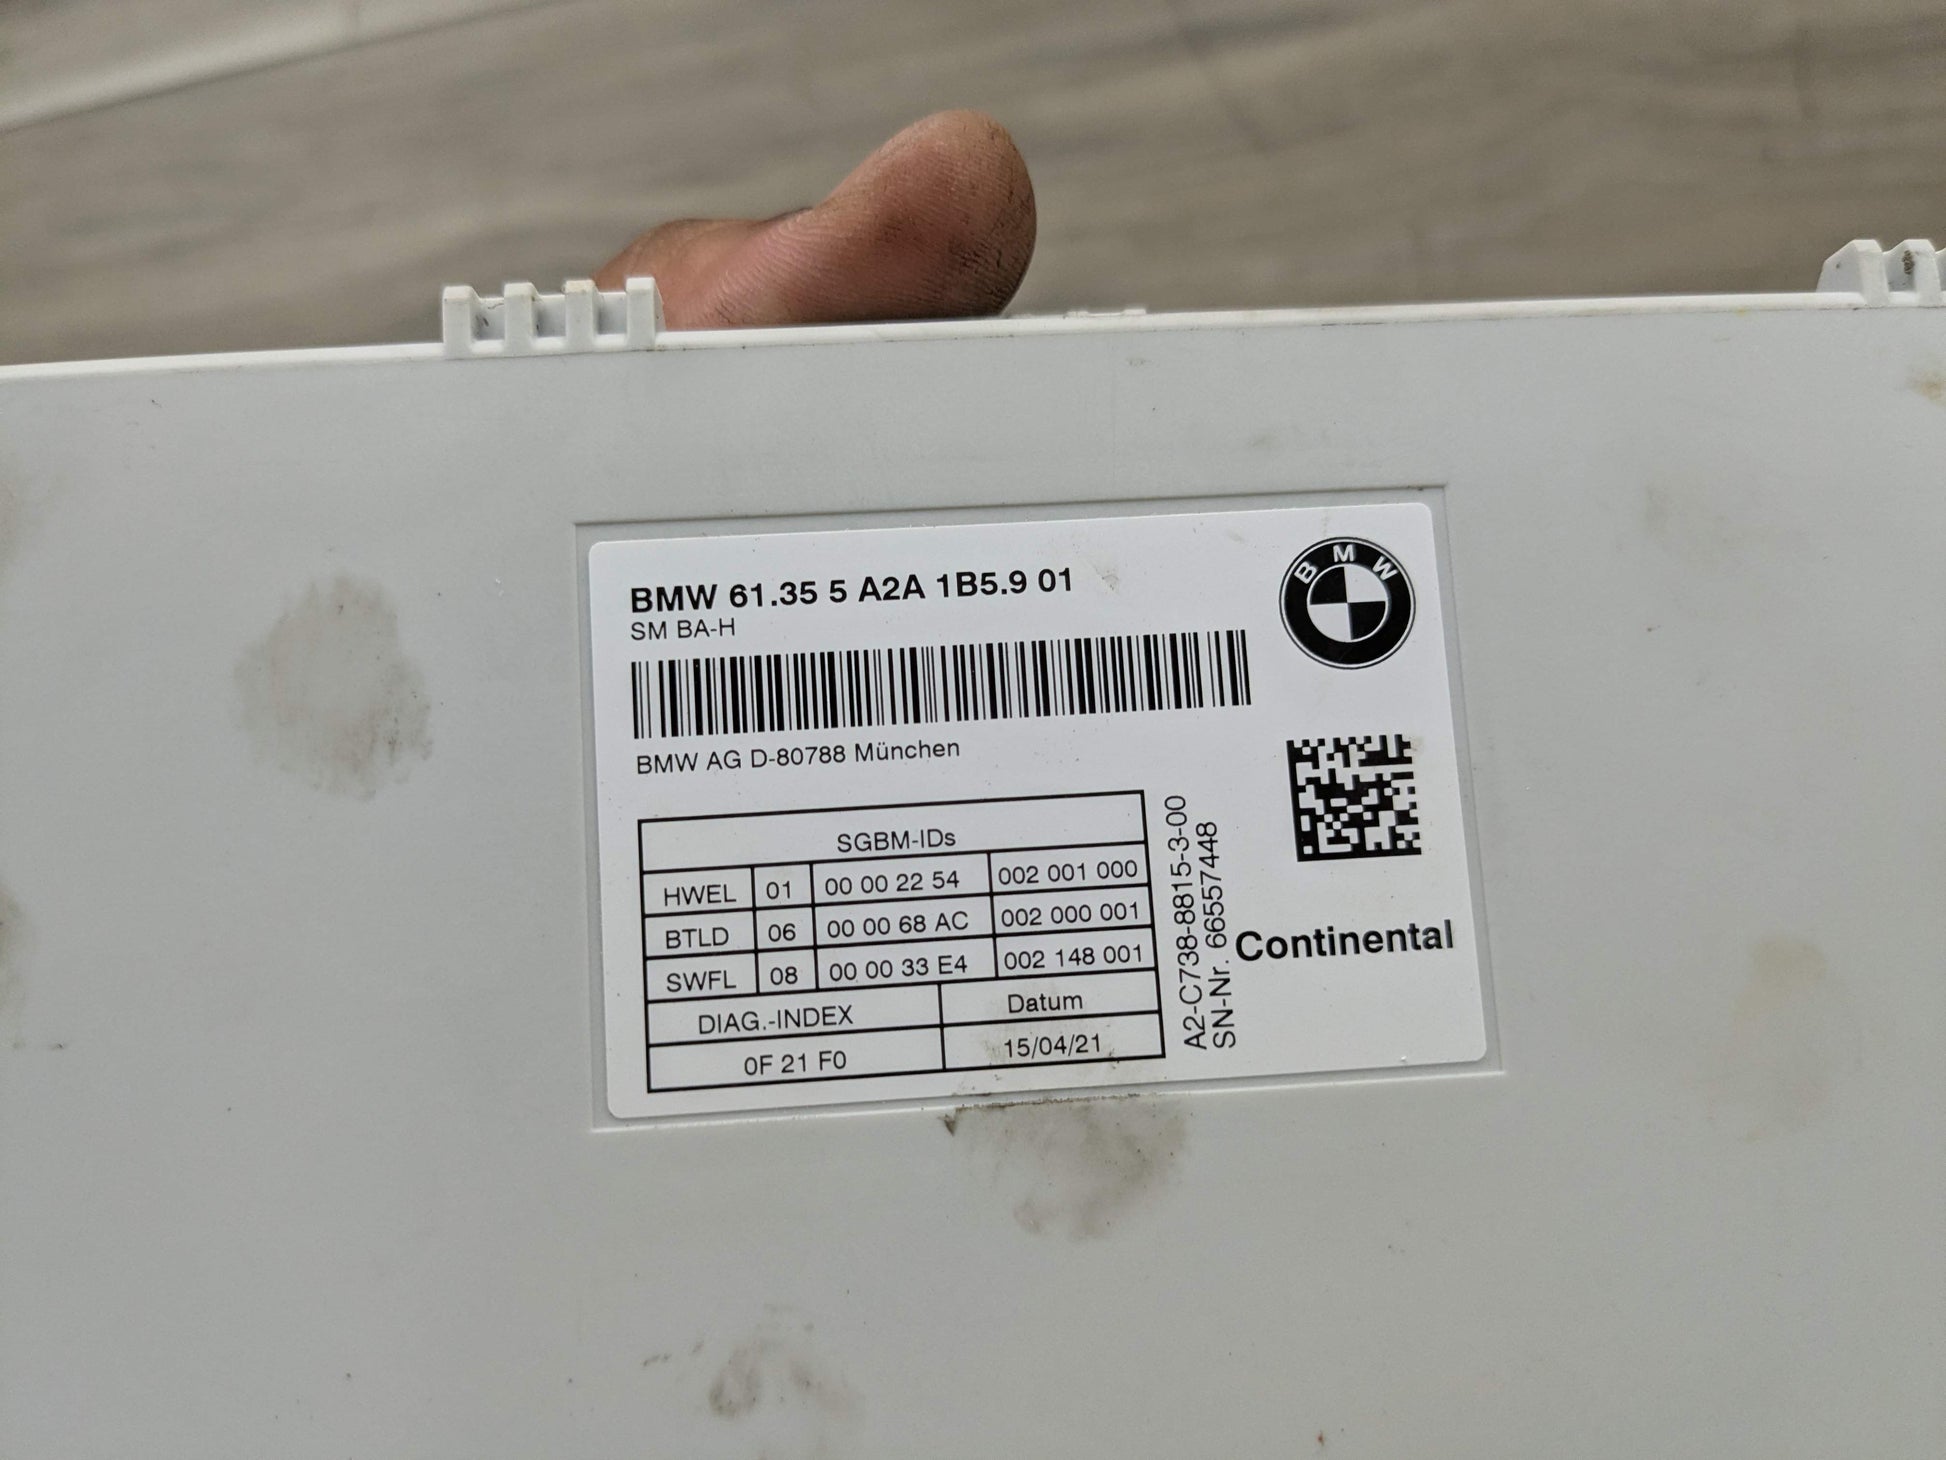 BMW 61.35 5 A2A 1B5.9 01
SM BA-H
BMW
BMW AG D-80788 München
SGBM-IDs
HWEL 01 00 00 22 54 002 001 000
BTLD 06 00 00 68 AC 002 000 001
SWFL 08 00 00 33 E4 002 148 001
DIAG.-INDEX Datum
0F 21 F0 15/04/21
A2-C738-8815-3-00
SN-Nr. 66557448
Continental